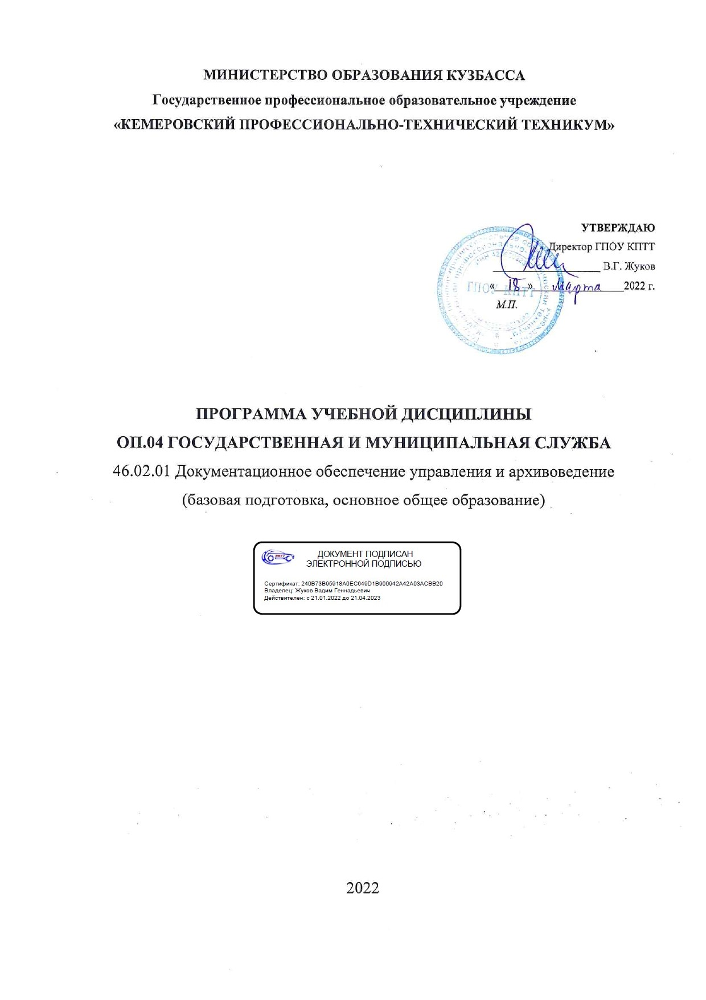 МИНИСТЕРСТВО ОБРАЗОВАНИЯ КУЗБАССА
Государственное профессиональное образовательное учреждение
«КЕМЕРОВСКИЙ ПРОФЕССИОНАЛЬНО-ТЕХНИЧЕСКИЙ ТЕХНИКУМ»
УТВЕРЖДАЮ
Директор ГПОУ КПТТ
В.Г. Жуков
«18» Марта 2022 г.
М.П.
ГПОУ КПТТ
ПРОГРАММА УЧЕБНОЙ ДИСЦИПЛИНЫ
ОП.04 ГОСУДАРСТВЕННАЯ И МУНИЦИПАЛЬНАЯ СЛУЖБА
46.02.01 Документационное обеспечение управления и архивоведение
(базовая подготовка, основное общее образование)
ДОКУМЕНТ ПОДПИСАН
ЭЛЕКТРОННОЙ ПОДПИСЬЮ
Сертификат: 240B73B95918A0EC649D1B900942A42A03ACBB20
Владелец: Жуков Вадим Геннадьевич
Действителен: с 21.01.2022 до 21.04.2023
2022